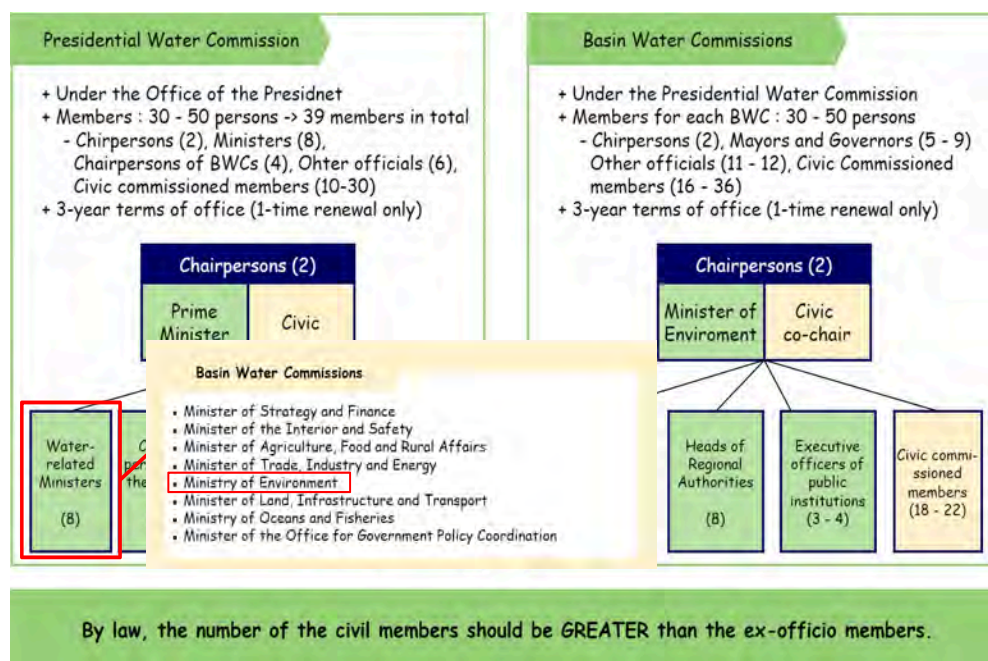 Presidential Water Commission
+ Under the Office of the Presidnet
+ Members : 30 - 50 persons -> 39 members in total
- Chirpersons (2), Ministers (8),
Chairpersons of BWCs (4), Ohter officials (6),
Civic commissioned members (10-30)
+ 3-year terms of office (1-time renewal only)
Chairpersons (2)
Prime
Minister
Civic
Water-
related
Ministers
(8)
Basin Water Commissions
• Minister of Strategy and Finance
• Minister of the Interior and Safety
• Minister of Agriculture, Food and Rural Affairs
• Minister of Trade, Industry and Energy
• Ministry of Environment
• Minister of Land, Infrastructure and Transport
• Ministry of Oceans and Fisheries
• Minister of the Office for Government Policy Coordination
Basin Water Commissions
+ Under the Presidential Water Commission
+ Members for each BWC : 30 - 50 persons
- Chairpersons (2), Mayors and Governors (5 - 9)
Other officials (11 - 12), Civic Commissioned
members (16 - 36)
+ 3-year terms of office (1-time renewal only)
Chairpersons (2)
Minister of
Enviroment
Civic
co-chair
Heads of
Regional
Authorities
(8)
Executive
officers of
public
institutions
(3 - 4)
Civic commi-
ssioned
members
(18 - 22)
By law, the number of the civil members should be GREATER than the ex-officio members.